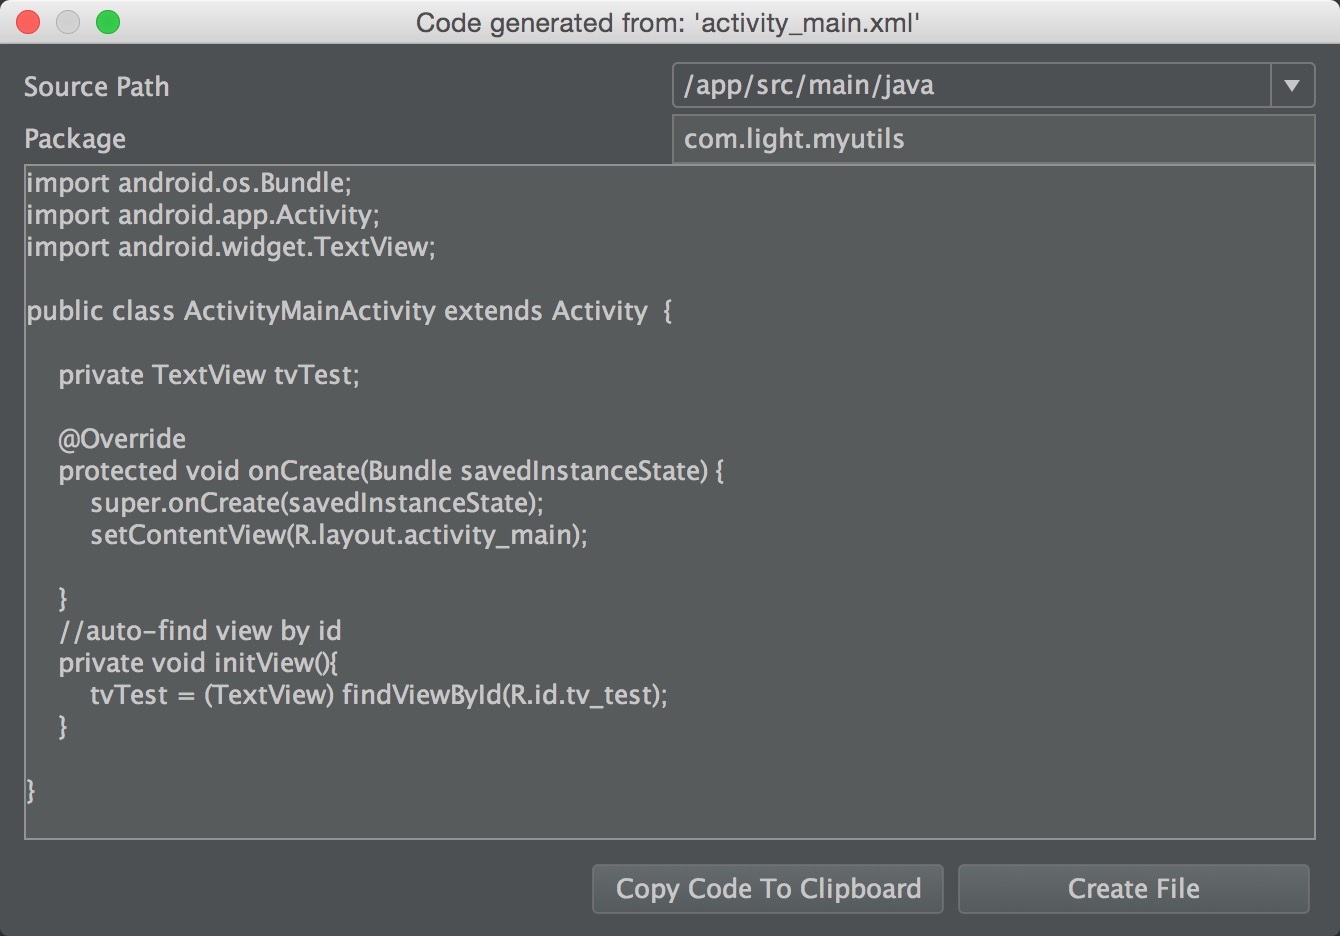 Code generated from: 'activity_main.xml'
Source Path
/app/src/main/java
Package
com.light.myutils
import android.os.Bundle;
import android.app.Activity;
import android.widget.TextView;
public class ActivityMainActivity extends Activity  {
    private TextView tvTest;
    @Override
    protected void onCreate(Bundle savedInstanceState) {
        super.onCreate(savedInstanceState);
        setContentView(R.layout.activity_main);
    }
    //auto-find view by id
    private void initView(){
        tvTest = (TextView) findViewById(R.id.tv_test);
    }
}
Copy Code To Clipboard
Create File